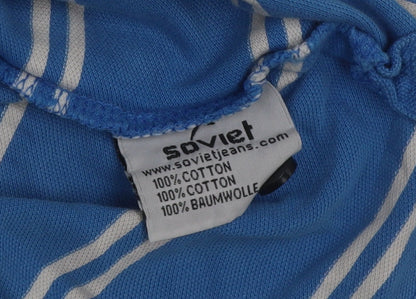 soviet
www.sovietjeans.com
100% COTTON
100% COTTON
100% BAUMWOLLE